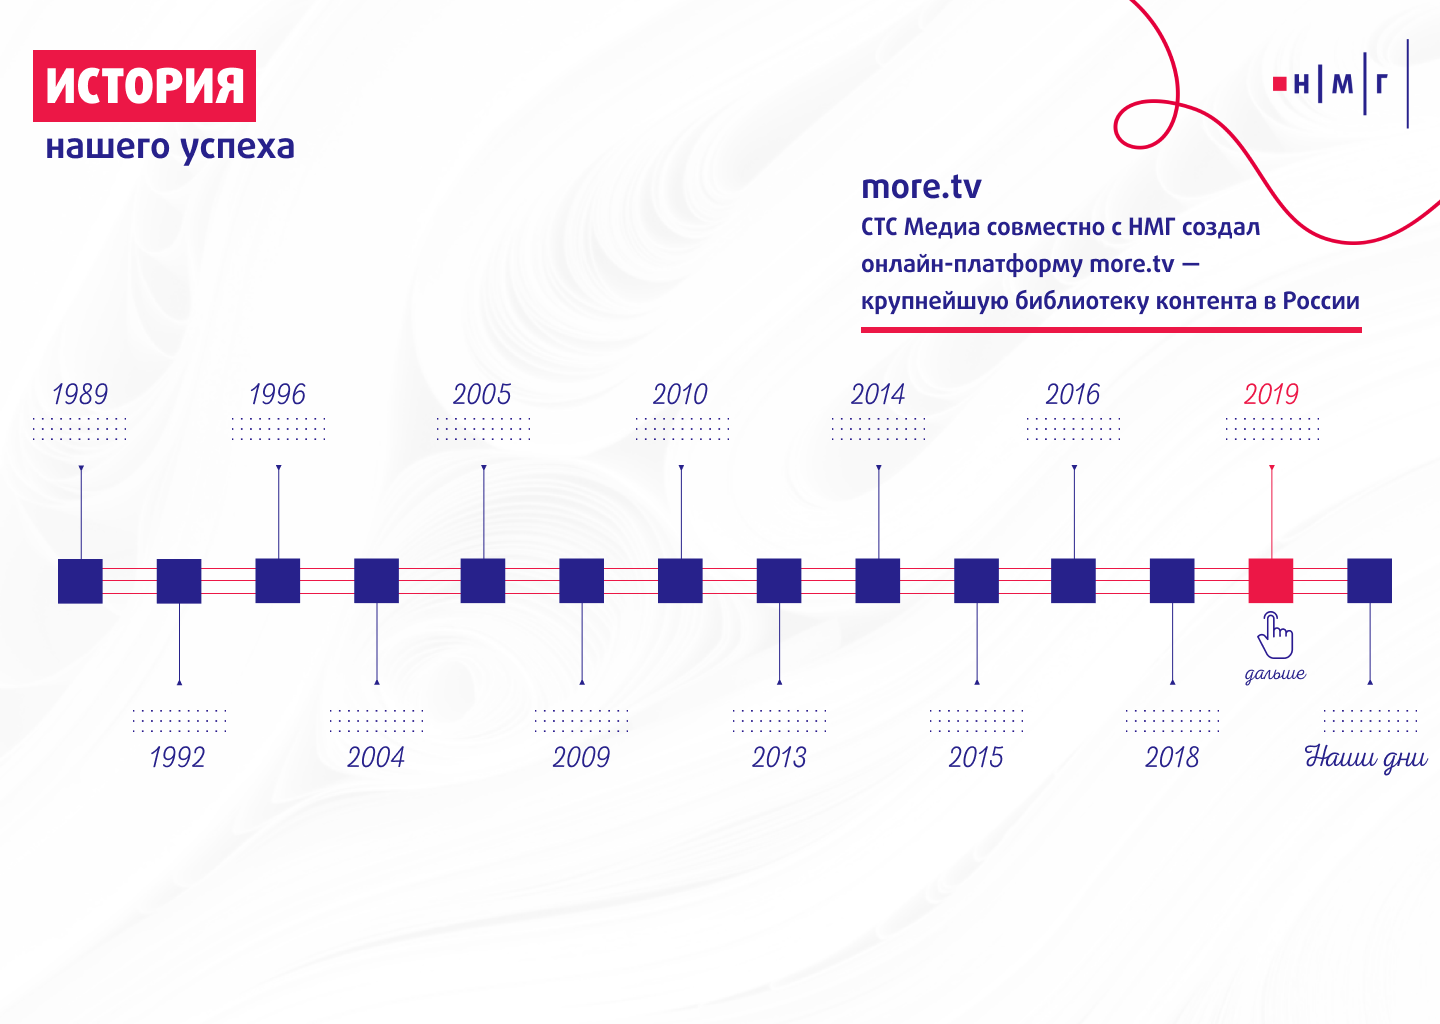 ИСТОРИЯ
нашего успеха
НМГ
more.tv
СТС Медиа совместно с НМГ создал
онлайн-платформу more.tv —
крупнейшую библиотеку контента в России
1989
1996
2005
2010
2014
2016
2019
дальше
1992
2004
2009
2013
2015
2018
Наши дни